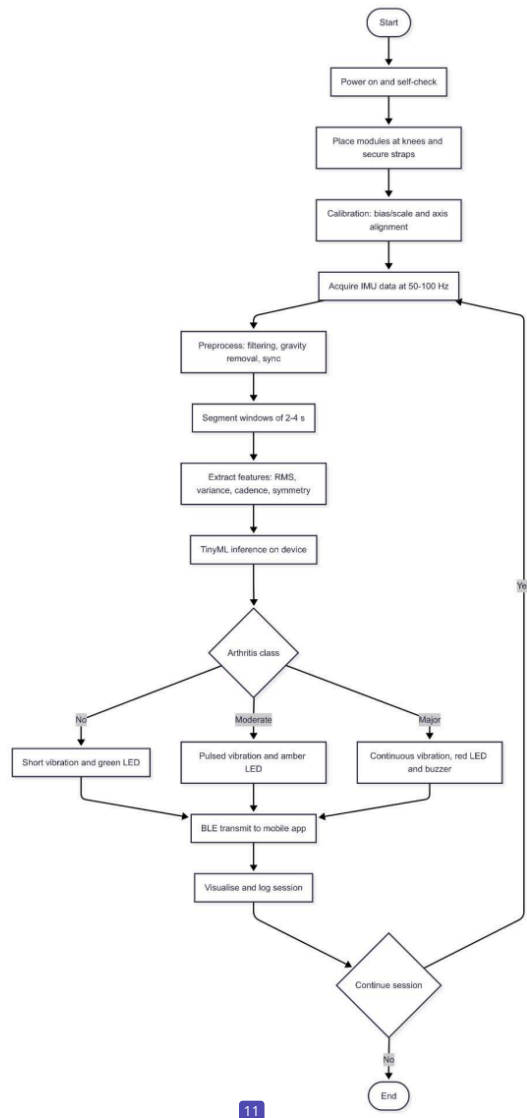 Start
Power on and self-check
Place modules at knees and
secure straps
Calibration: bias/scale and axis
alignment
Acquire IMU data at 50-100 Hz
Preprocess: filtering, gravity
removal, sync
Segment windows of 2-4 s
Extract features: RMS,
variance, cadence, symmetry
TinyML inference on device
Ye
Arthritis class
No
Moderate
Major
Short vibration and green LED
Pulsed vibration and amber
LED
Continuous vibration, red LED
and buzzer
BLE transmit to mobile app
Visualise and log session
Continue session
No
End
11